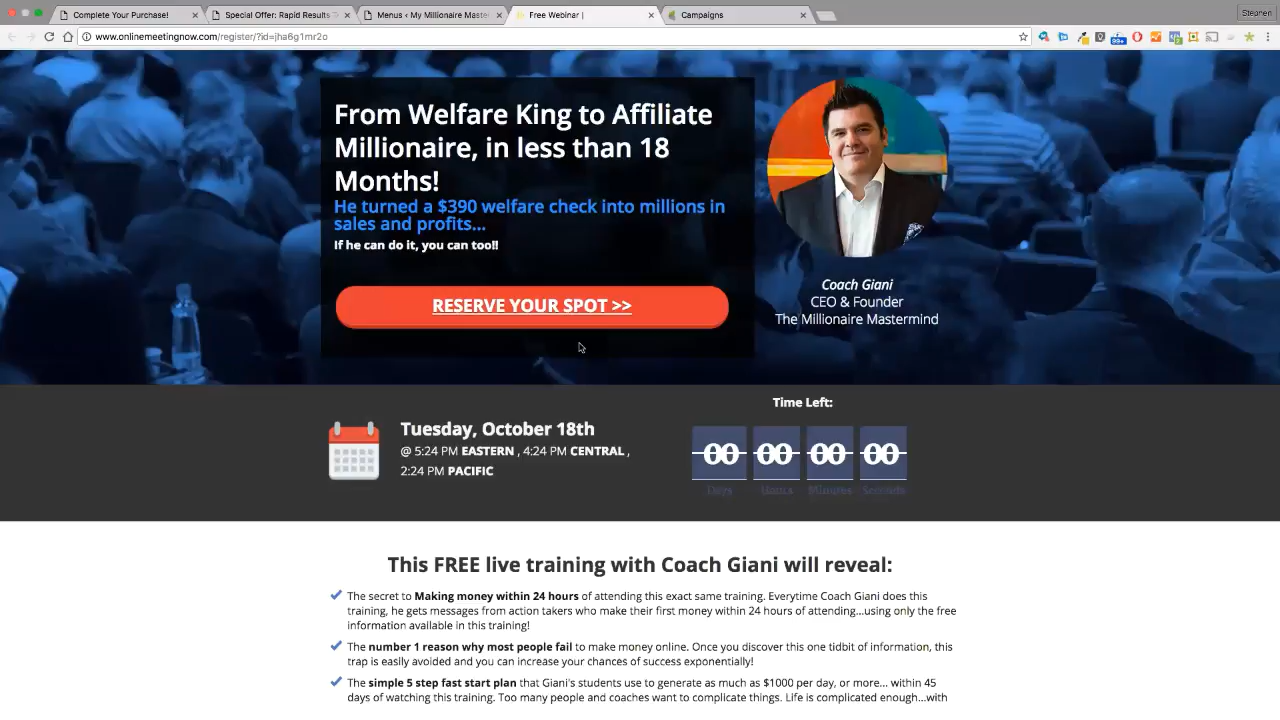 Complete Your Purchase!
Special Offer: Rapid Results
Menus ‹ My Millionaire Master
Free Webinar |
Campaigns
Stephen
www.onlinemeetingnow.com/register/?id=jha6g1mr2o
99+
From Welfare King to Affiliate
Millionaire, in less than 18
Months!
He turned a $390 welfare check into millions in
sales and profits...
If he can do it, you can too!!
RESERVE YOUR SPOT >>
Coach Giani
CEO & Founder
The Millionaire Mastermind
Tuesday, October 18th
@ 5:24 PM EASTERN , 4:24 PM CENTRAL ,
2:24 PM PACIFIC
Time Left:
00 00 00 00
Days Hours Minutes Seconds
This FREE live training with Coach Giani will reveal:
The secret to Making money within 24 hours of attending this exact same training. Everytime Coach Giani does this
training, he gets messages from action takers who make their first money within 24 hours of attending...using only the free
information available in this training!
The number 1 reason why most people fail to make money online. Once you discover this one tidbit of information, this
trap is easily avoided and you can increase your chances of success exponentially!
The simple 5 step fast start plan that Giani's students use to generate as much as $1000 per day, or more... within 45
days of watching this training. Too many people and coaches want to complicate things. Life is complicated enough...with